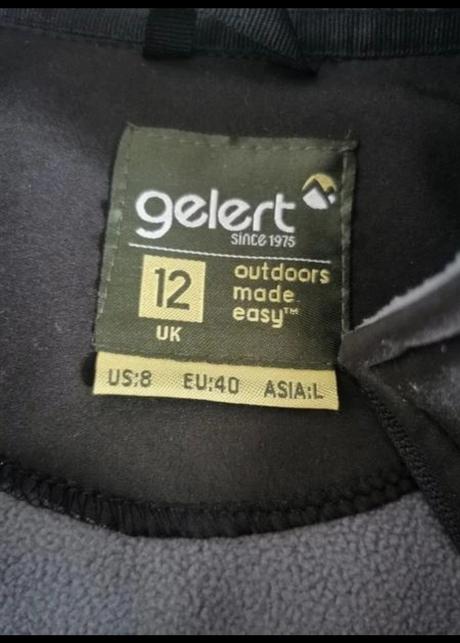 gelert
since 1975
12
UK
outdoors
made
easy™
US:8 EU:40 ASIA:L